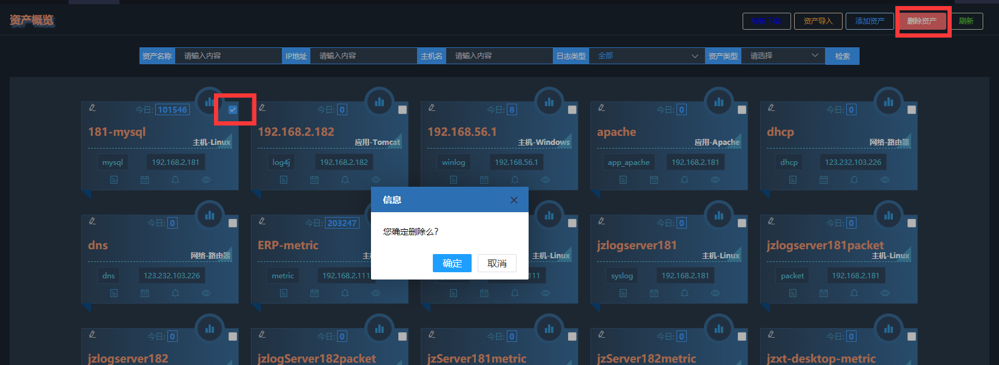 资产概览
资产导入
添加资产
删除资产
刷新
资产名称 请输入内容 IP地址 请输入内容 主机名 请输入内容 日志类型 全部 资产类型 请选择 检索
今日: 101546
181-mysql
主机-Linux
mysql 192.168.2.181
今日: 0
192.168.2.182
应用-Tomcat
log4j 192.168.2.182
今日: 8
192.168.56.1
主机-Windows
winlog 192.168.56.1
今日: 0
apache
应用-Apache
app_apache 192.168.2.181
今日: 0
dhcp
网络-路由器
dhcp 123.232.103.226
信息
您确定删除么?
确定 取消
今日: 0
dns
网络-路由器
dns 123.232.103.226
今日: 203247
ERP-metric
metric 192.168.2.111
-Linux
111
今日: 0
jzlogserver181
主机-Linux
syslog 192.168.2.181
今日: 0
jzlogserver181packet
主机-Linux
packet 192.168.2.181
今日: 0
jzlogserver182
今日: 0
jzlogServer182packet
今日: 0
jzServer181metric
今日: 0
jzServer182metric
今日: 0
jzxt-desktop-metric